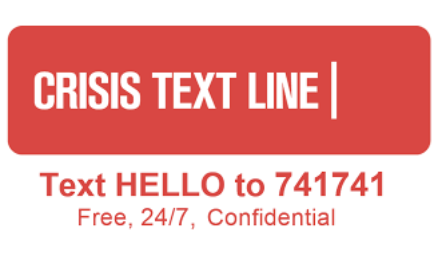 CRISIS TEXT LINE |
Text HELLO to 741741
Free, 24/7, Confidential